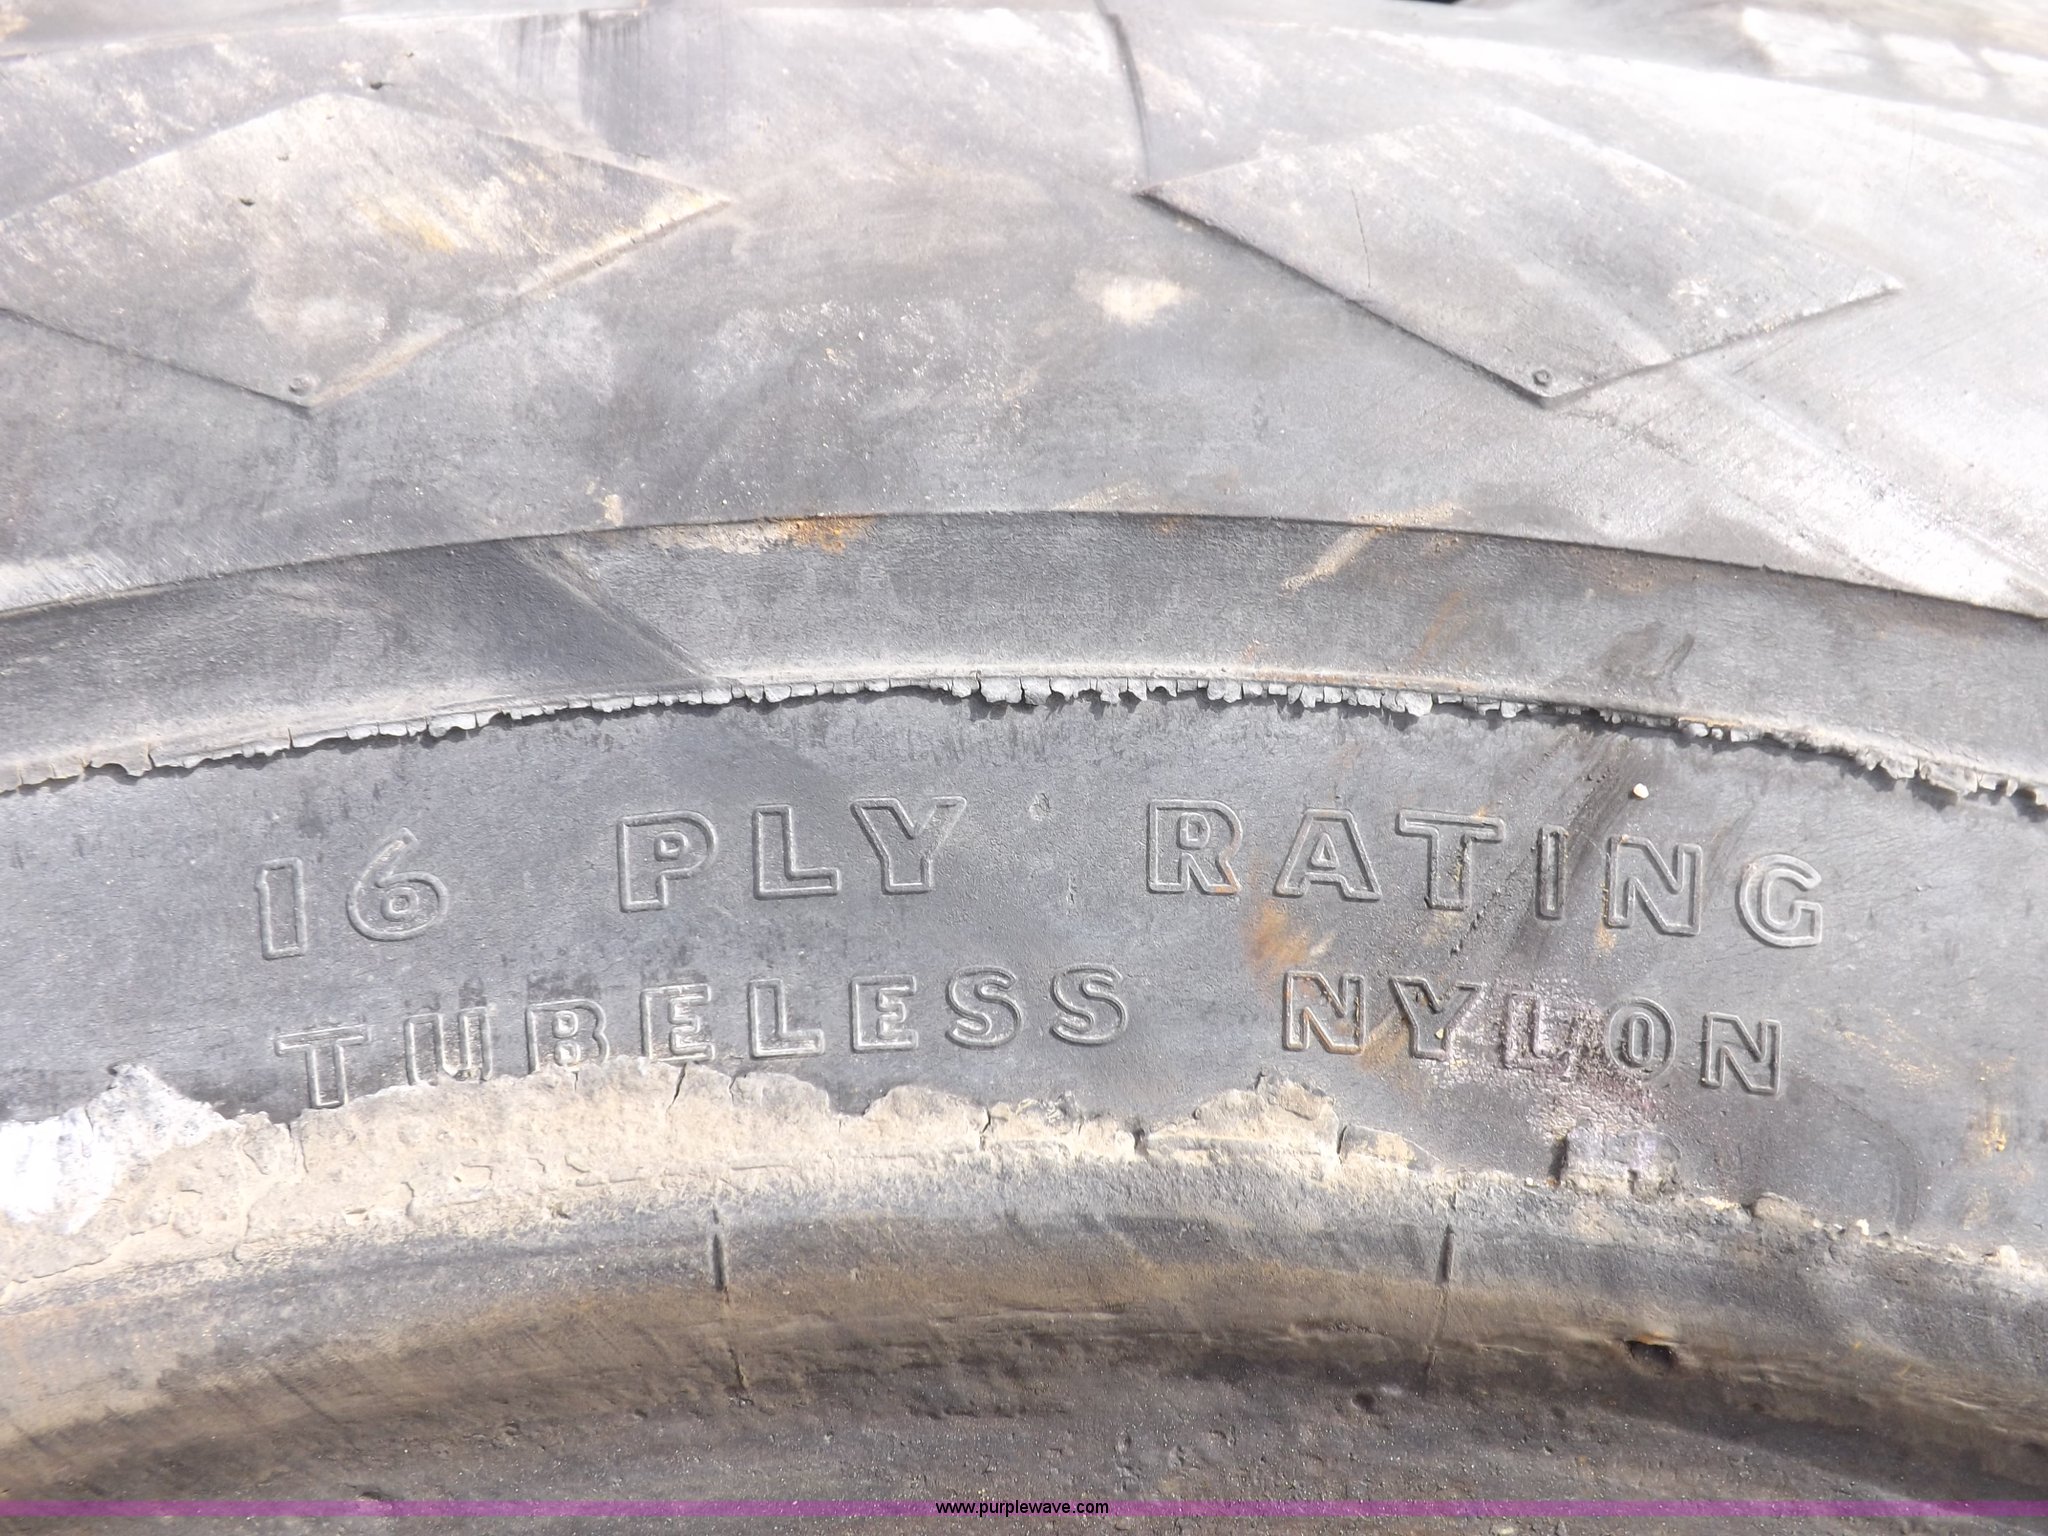 16 PLY RATING
TUBELESS NYLON
www.purplewave.com